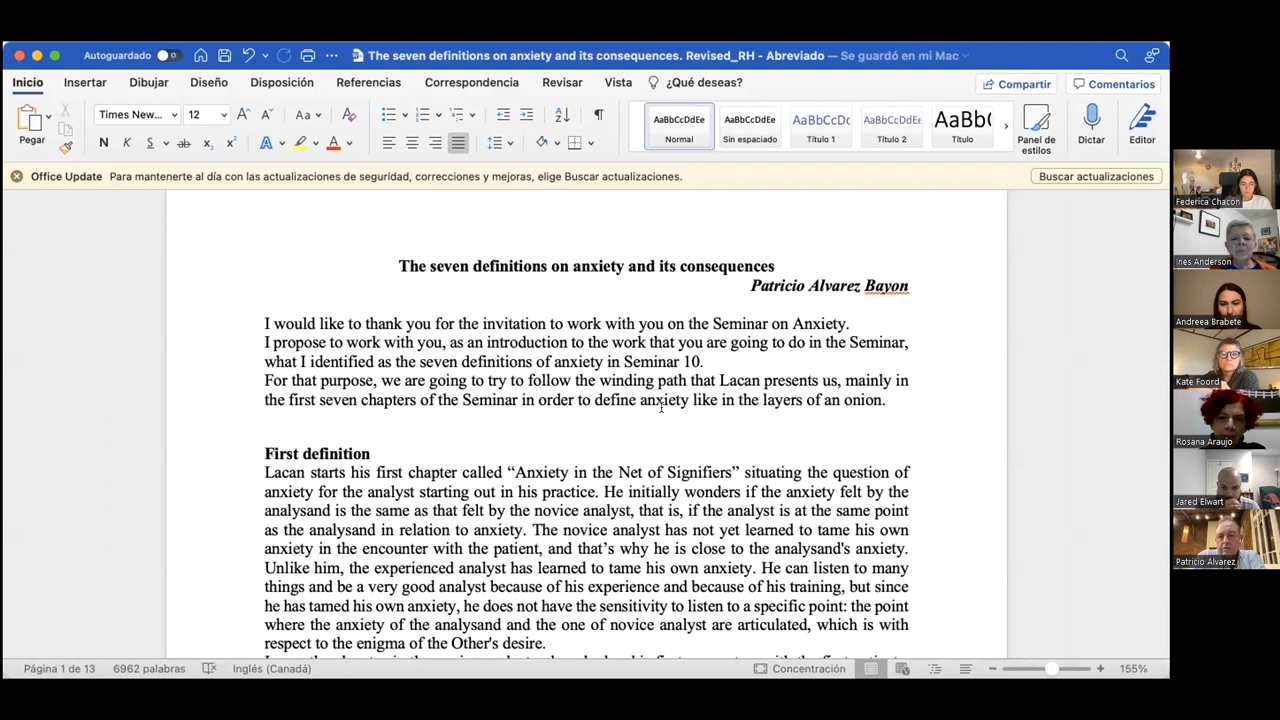 Autoguardado
The seven definitions on anxiety and its consequences. Revised_RH - Abreviado — Se guardó en mi Mac
Inicio Insertar Dibujar Diseño Disposición Referencias Correspondencia Revisar Vista ¿Qué deseas? Compartir Comentarios
Pegar Times New... 12 Aa N K S ab x₂ x² A A
AaBbCcDdEe AaBbCcDdEe AaBbCcDc AaBbCcDdEe AaBb(
Normal Sin espaciado Título 1 Título 2 Título Panel de estilos Dictar Editor
Office Update Para mantenerte al día con las actualizaciones de seguridad, correcciones y mejoras, elige Buscar actualizaciones. Buscar actualizaciones
The seven definitions on anxiety and its consequences
Patricio Alvarez Bayon
I would like to thank you for the invitation to work with you on the Seminar on Anxiety.
I propose to work with you, as an introduction to the work that you are going to do in the Seminar,
what I identified as the seven definitions of anxiety in Seminar 10.
For that purpose, we are going to try to follow the winding path that Lacan presents us, mainly in
the first seven chapters of the Seminar in order to define anxiety like in the layers of an onion.
First definition
Lacan starts his first chapter called “Anxiety in the Net of Signifiers” situating the question of
anxiety for the analyst starting out in his practice. He initially wonders if the anxiety felt by the
analysand is the same as that felt by the novice analyst, that is, if the analyst is at the same point
as the analysand in relation to anxiety. The novice analyst has not yet learned to tame his own
anxiety in the encounter with the patient, and that’s why he is close to the analysand's anxiety.
Unlike him, the experienced analyst has learned to tame his own anxiety. He can listen to many
things and be a very good analyst because of his experience and because of his training, but since
he has tamed his own anxiety, he does not have the sensitivity to listen to a specific point: the point
where the anxiety of the analysand and the one of novice analyst are articulated, which is with
respect to the enigma of the Other's desire.
Página 1 de 13 6962 palabras Inglés (Canadá) Concentración 155%
Federica Chacón
Ines Anderson
Andreea Brabete
Kate Foord
Rosana Araujo
Jared Elwart
Patricio Alvarez